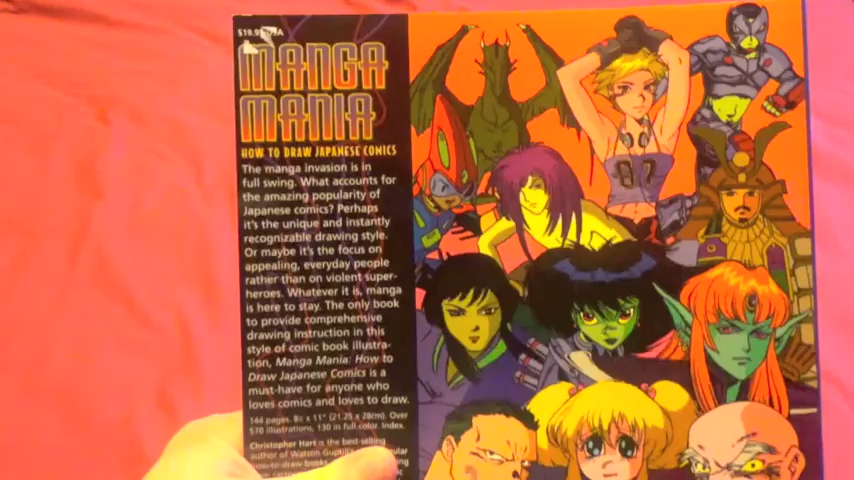 MANGA
MANIA
HOW TO DRAW JAPANESE COMICS
The manga invasion is in
full swing. What accounts for
the amazing popularity of
Japanese comics? Perhaps
it's the unique and instantly
recognizable drawing style.
Or maybe it's the focus on
appealing, everyday people
rather than on violent super-
heroes. Whatever it is, manga
is here to stay. The only book
to provide comprehensive
drawing instruction in this
style of comic book illustra-
tion, Manga Mania: How to
Draw Japanese Comics is a
must-have for anyone who
loves comics and loves to draw.
144 pages. 8½ x 11" (21.25 x 28cm). Over
570 illustrations, 130 in full color. Index.
Christopher Hart is the best-selling
author of Watson
how-to-draw books
87